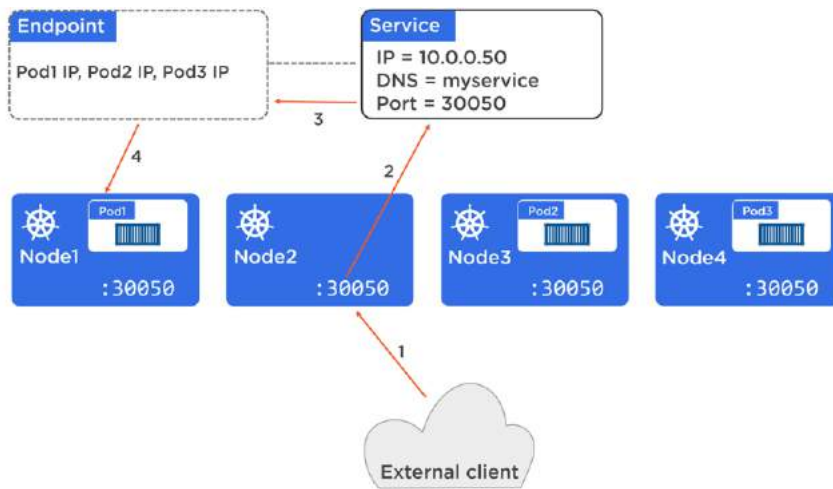 Endpoint
Pod1 IP, Pod2 IP, Pod3 IP
Service
IP = 10.0.0.50
DNS = myservice
Port = 30050
3
4
2
Pod1
Node1
:30050
Node2
:30050
Pod2
Node3
:30050
Pod3
Node4
:30050
1
External client